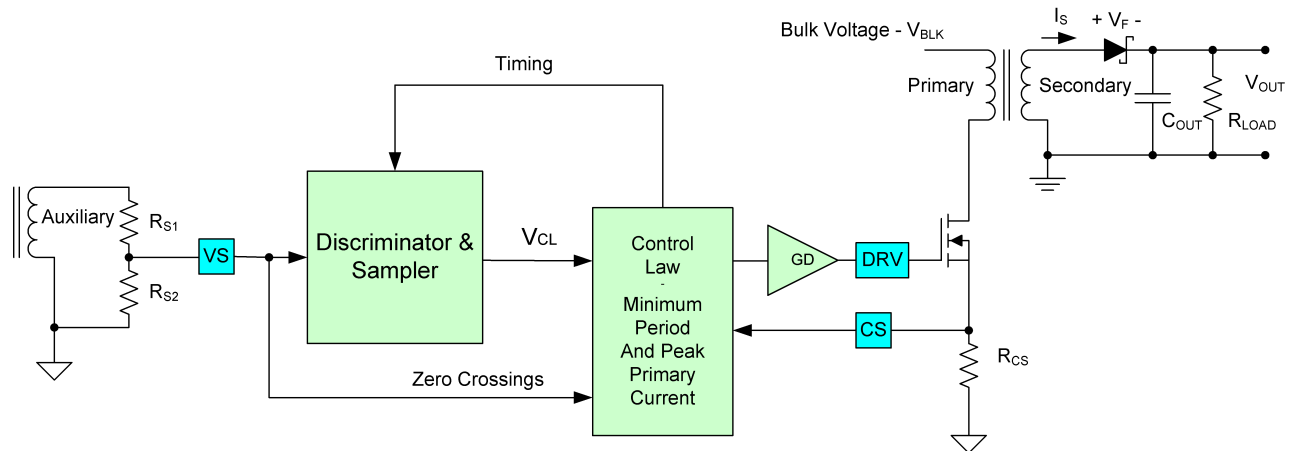 Bulk Voltage - VBLK
IS
+ VF -
Timing
Primary
Secondary
VOUT
COUT
RLOAD
Auxiliary
RS1
VS
Discriminator &
Sampler
VCL
Control
Law
-
Minimum
Period
And Peak
Primary
Current
GD
DRV
RS2
CS
RCS
Zero Crossings